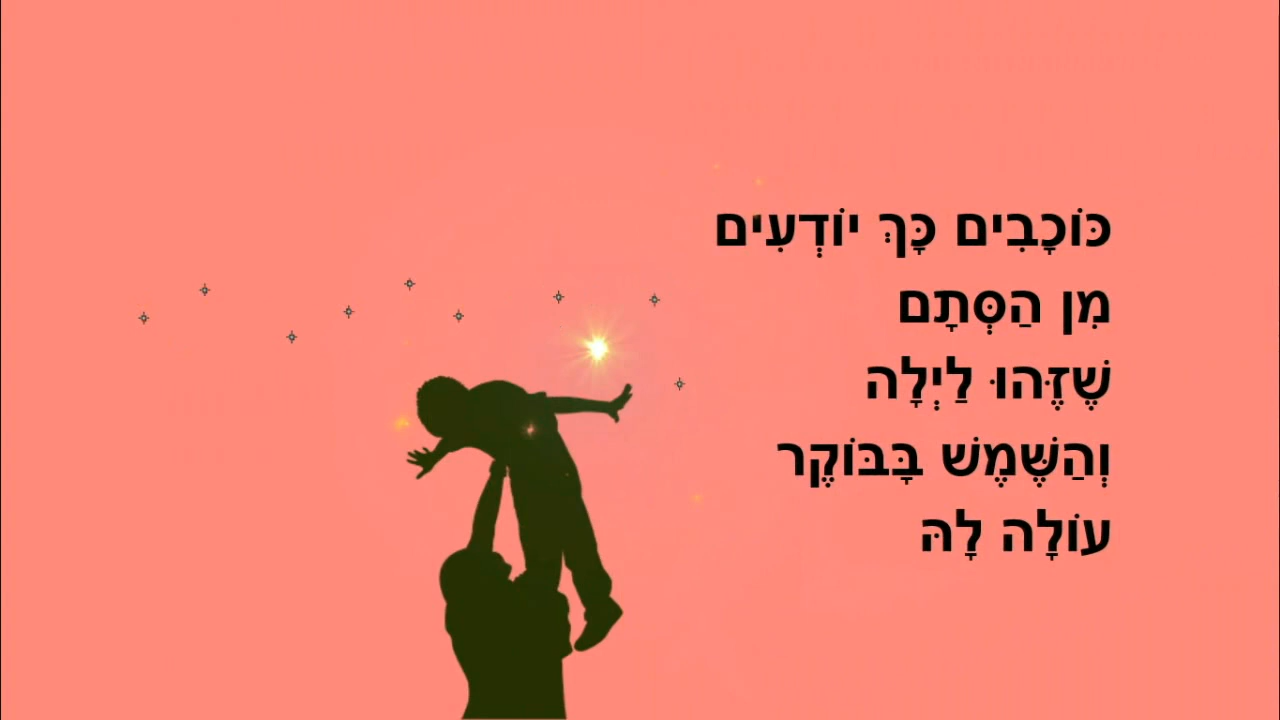 כּוֹכָבִים כָּךְ יוֹדְעִים
מִן הַסְּתָם
שֶׁזֶּהוּ לַיְלָה
וְהַשֶּׁמֶשׁ בָּבּוֹקֶר
עוֹלָה לָהּ